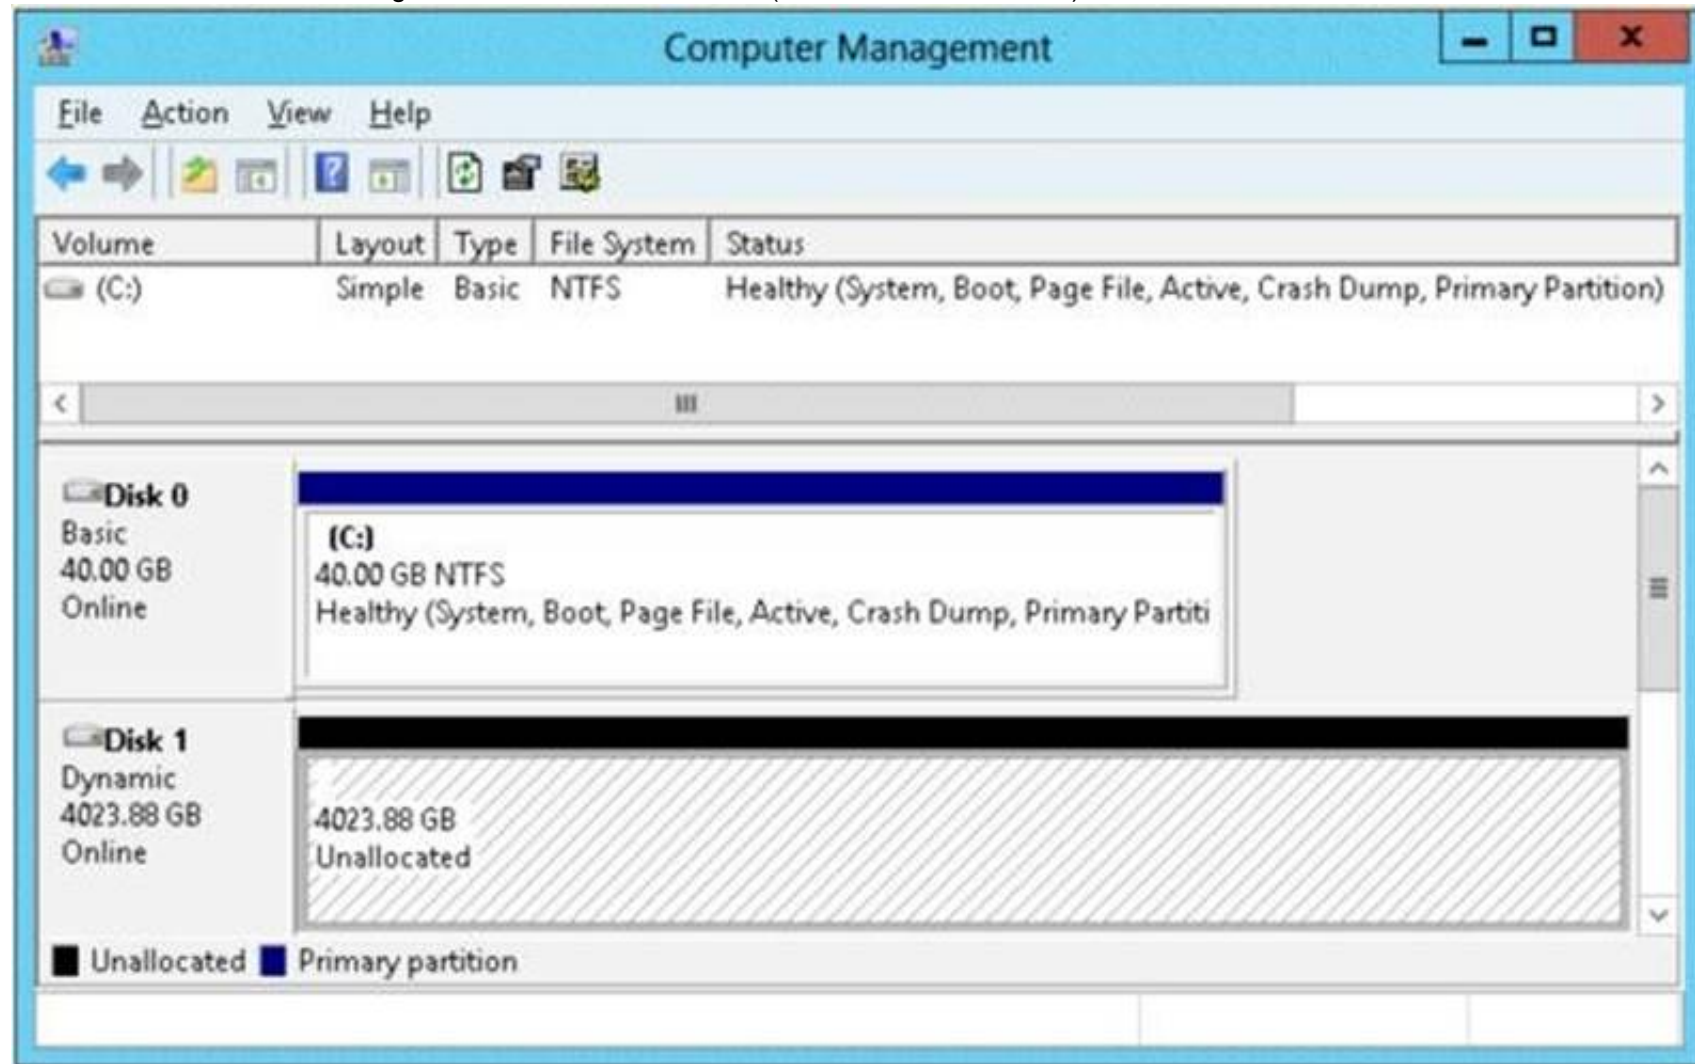 Computer Management
File Action View Help
Volume Layout Type File System Status
(C:) Simple Basic NTFS Healthy (System, Boot, Page File, Active, Crash Dump, Primary Partition)
Disk 0
Basic
40.00 GB
Online
(C:)
40.00 GB NTFS
Healthy (System, Boot, Page File, Active, Crash Dump, Primary Partiti
Disk 1
Dynamic
4023.88 GB
Online
4023.88 GB
Unallocated
Unallocated Primary partition